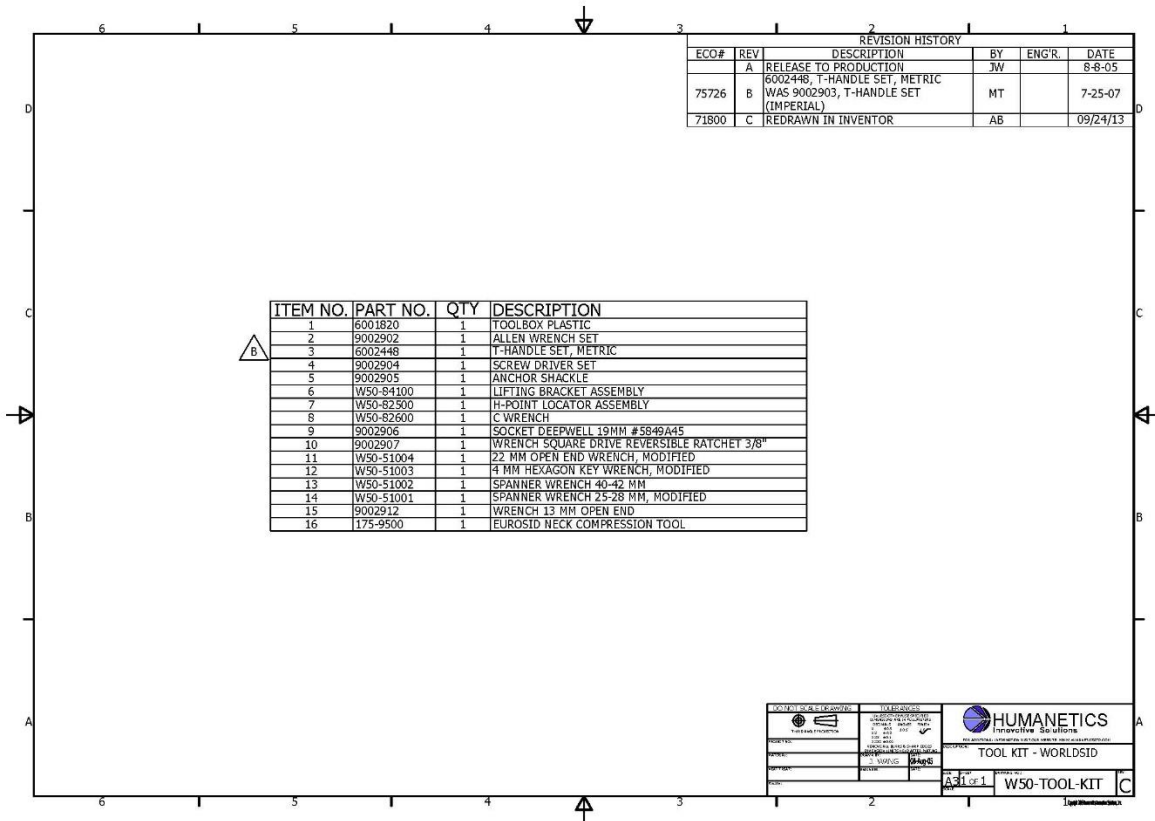 6 5 4 3 2 1
REVISION HISTORY
ECO# REV DESCRIPTION BY ENG'R. DATE
A RELEASE TO PRODUCTION JW 8-8-05
75726 B 6002448, T-HANDLE SET, METRIC
WAS 9002903, T-HANDLE SET
(IMPERIAL) MT 7-25-07
71800 C REDRAWN IN INVENTOR AB 09/24/13
D D
ITEM NO. PART NO. QTY DESCRIPTION
1 6001820 1 TOOLBOX PLASTIC
2 9002902 1 ALLEN WRENCH SET
B
3 6002448 1 T-HANDLE SET, METRIC
4 9002904 1 SCREW DRIVER SET
5 9002905 1 ANCHOR SHACKLE
6 W50-84100 1 LIFTING BRACKET ASSEMBLY
7 W50-82500 1 H-POINT LOCATOR ASSEMBLY
8 W50-82600 1 C WRENCH
9 9002906 1 SOCKET DEEPWELL 19MM #5849A45
10 9002907 1 WRENCH SQUARE DRIVE REVERSIBLE RATCHET 3/8"
11 W50-51004 1 22 MM OPEN END WRENCH, MODIFIED
12 W50-51003 1 4 MM HEXAGON KEY WRENCH, MODIFIED
13 W50-51002 1 SPANNER WRENCH 40-42 MM
14 W50-51001 1 SPANNER WRENCH 25-28 MM, MODIFIED
15 9002912 1 WRENCH 13 MM OPEN END
16 175-9500 1 EUROSID NECK COMPRESSION TOOL
C C
B B
A A
DO NOT SCALE DRAWING
TOLERANCES
HUMANETICS
Innovative Solutions
TOOL KIT - WORLDSID
J. WANG
A3 1 OF 1
W50-TOOL-KIT
C
6 5 4 3 2 1